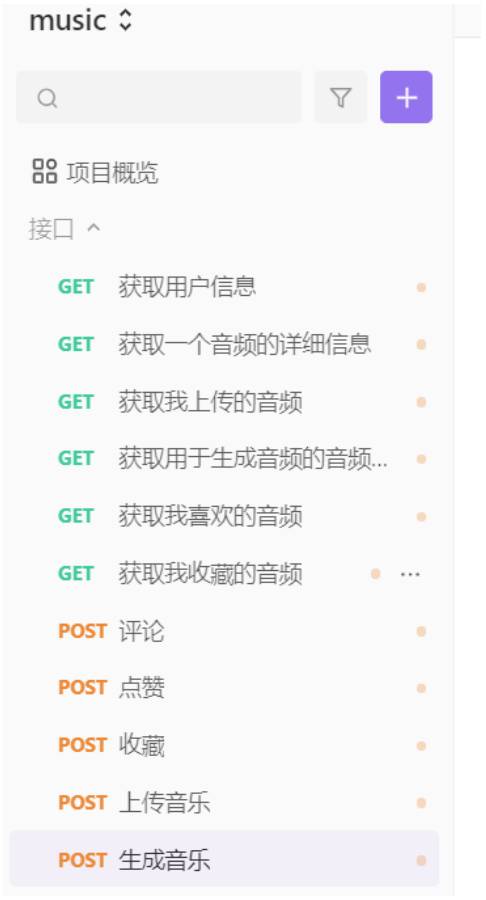 music
项目概览
接口
GET 获取用户信息
GET 获取一个音频的详细信息
GET 获取我上传的音频
GET 获取用于生成音频的音频...
GET 获取我喜欢的音频
GET 获取我收藏的音频
POST 评论
POST 点赞
POST 收藏
POST 上传音乐
POST 生成音乐